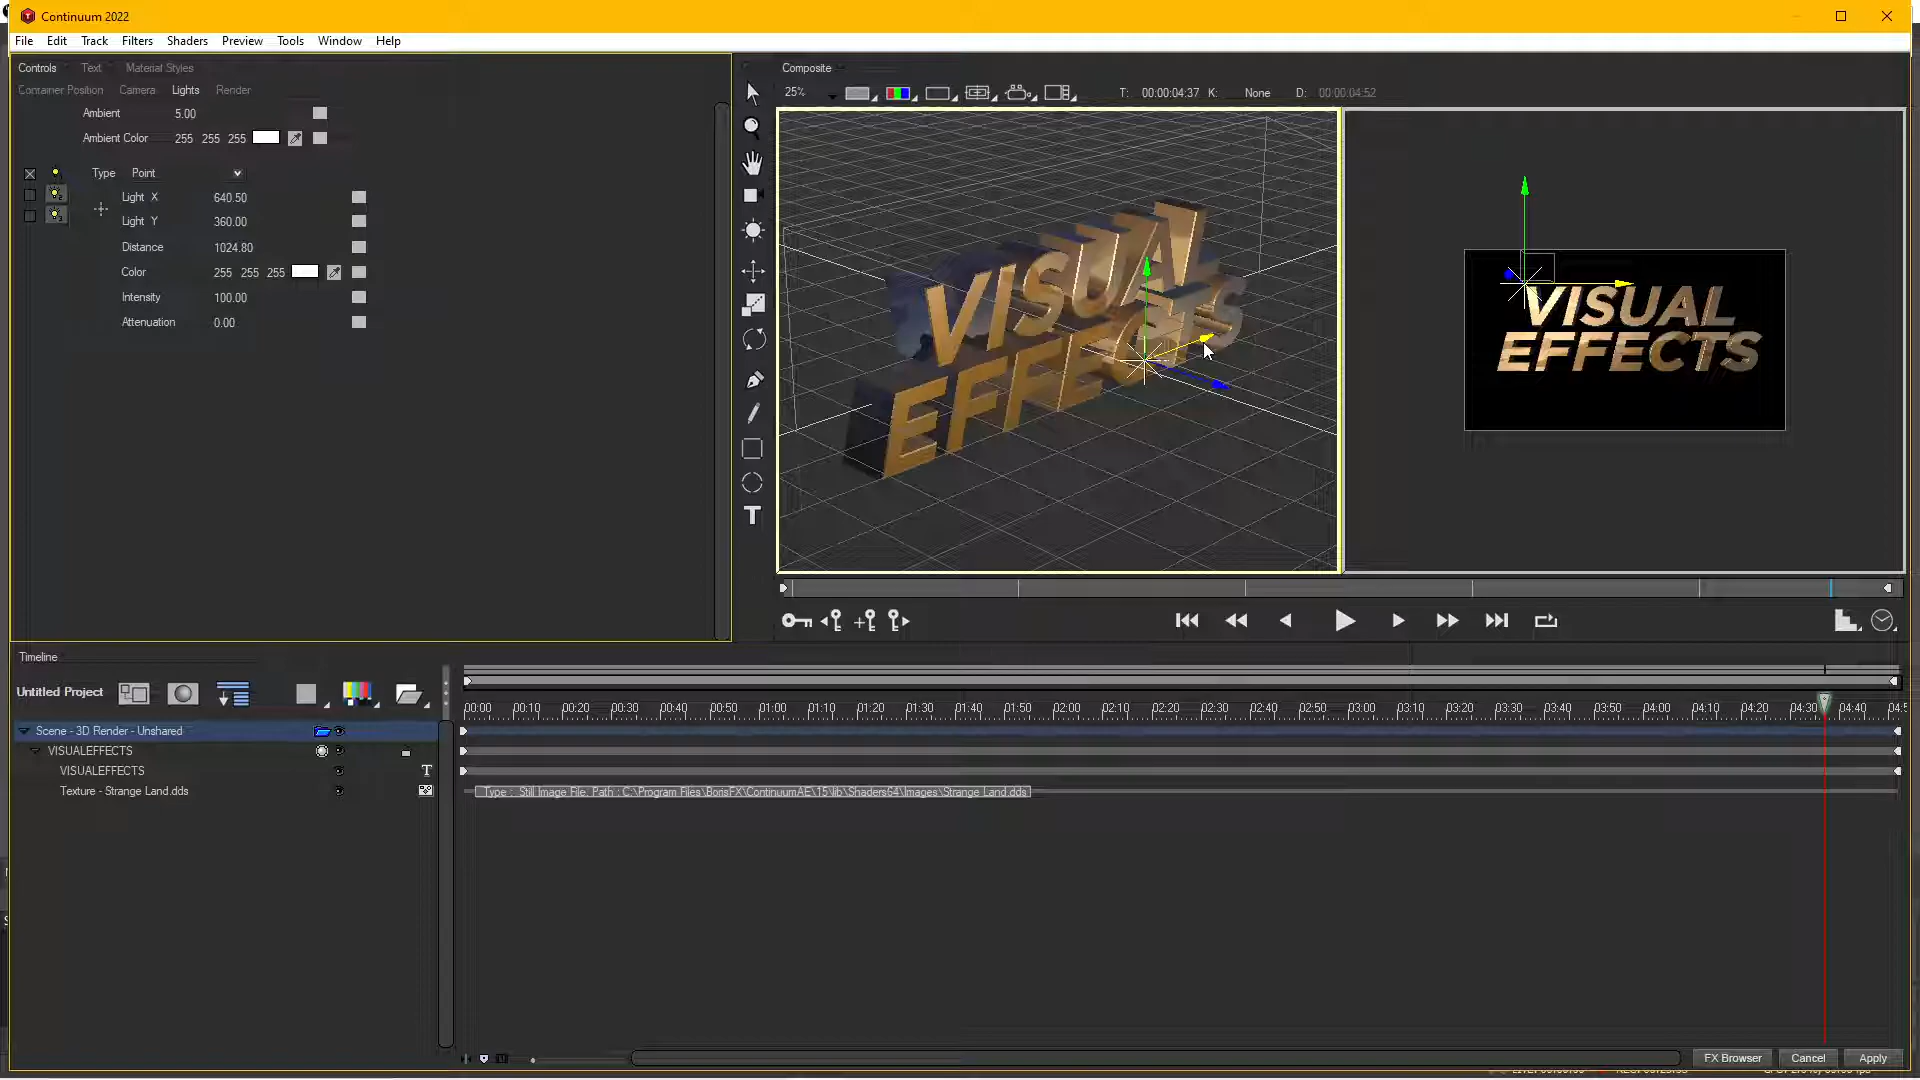 Continuum 2022
File Edit Track Filters Shaders Preview Tools Window Help
Controls Text Material Styles
Container Position Camera Lights Render
Ambient 5.00
Ambient Color 255 255 255
Type Point
Light X 640.50
Light Y 360.00
Distance 1024.80
Color 255 255 255
Intensity 100.00
Attenuation 0.00
Composite
25% T: 00:00:04:37 K: None D: 00:00:04:52
VISUAL
EFFECTS
VISUAL
EFFECTS
T
Timeline
Untitled Project
00:00 00:10 00:20 00:30 00:40 00:50 01:00 01:10 01:20 01:30 01:40 01:50 02:00 02:10 02:20 02:30 02:40 02:50 03:00 03:10 03:20 03:30 03:40 03:50 04:00 04:10 04:20 04:30 04:40 04:5
Scene - 3D Render - Unshared
VISUALEFFECTS
VISUALEFFECTS T
Texture - Strange Land.dds
Type : Still Image File, Path : C:\Program Files\BorisFX\ContinuumAE\15\lib\Shaders64\Images\Strange Land.dds
FX Browser Cancel Apply